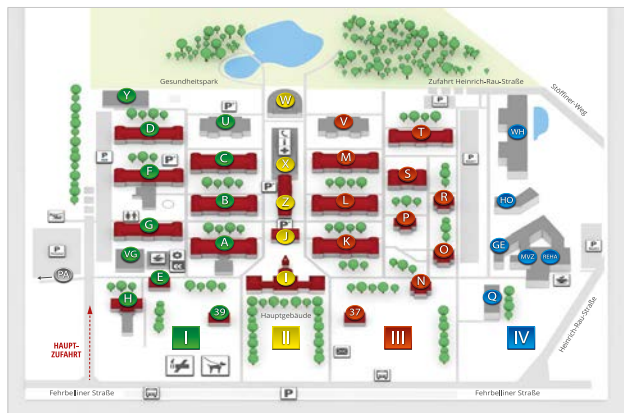 Gesundheitspark
Zufahrt Heinrich-Rau-Straße
Stöffiner-Weg
W
Y
P
P
U
V
T
D
WH
P
P
X
C
M
P
F
S
P
R
HO
B
Z
L
P
G
J
P
GE
A
K
O
MVZ
REHA
P
P
VG
PA
E
I
N
H
Q
39
37
Hauptgebäude
I
II
III
IV
HAUPT-
ZUFAHRT
Heinrich-Rau-Straße
Fehrbelliner Straße
P
Fehrbelliner Straße